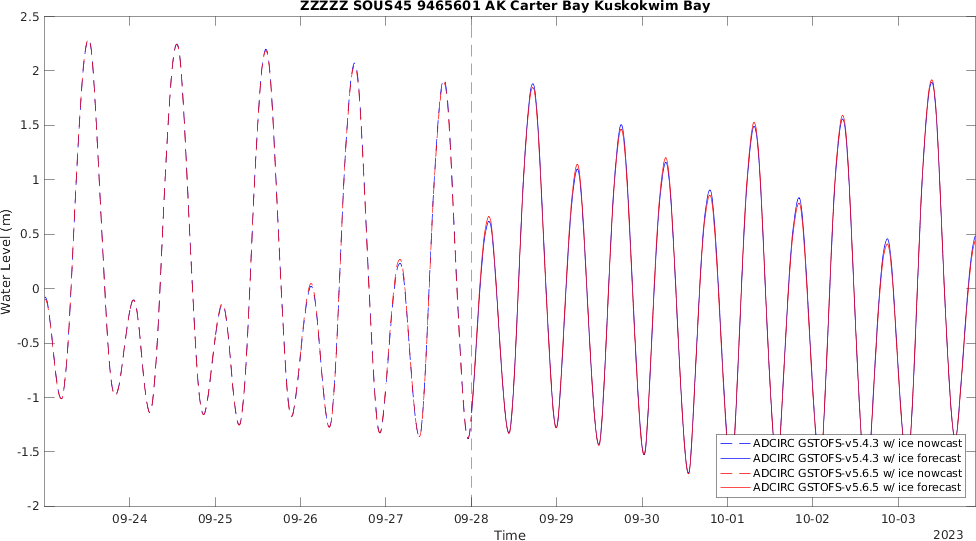 ZZZZZ SOUS45 9465601 AK Carter Bay Kuskokwim Bay
2.5
2
1.5
1
0.5
0
-0.5
-1
-1.5
-2
Water Level (m)
ADCIRC GSTOFS-v5.4.3 w/ ice nowcast
ADCIRC GSTOFS-v5.4.3 w/ ice forecast
ADCIRC GSTOFS-v5.6.5 w/ ice nowcast
ADCIRC GSTOFS-v5.6.5 w/ ice forecast
09-24 09-25 09-26 09-27 09-28 09-29 09-30 10-01 10-02 10-03
Time
2023